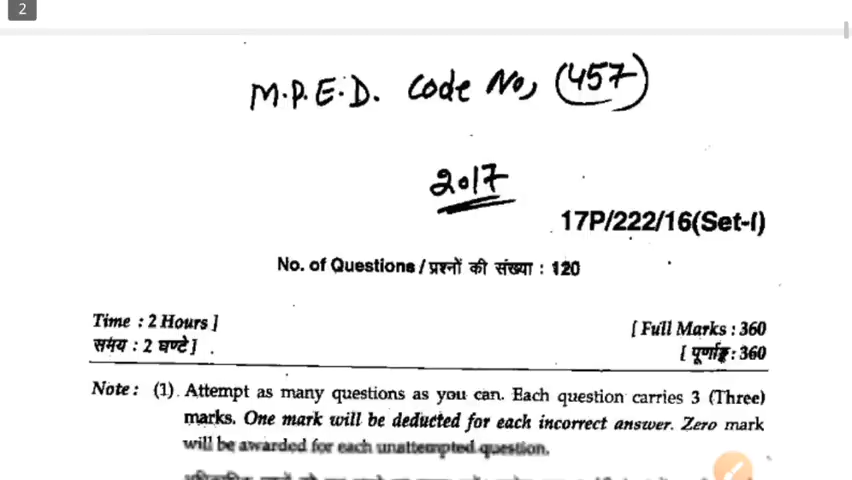 2
M.P.E.D. Code No, (457)
2017
17P/222/16(Set-I)
No. of Questions / प्रश्नों की संख्या : 120
Time : 2 Hours ]
[ Full Marks : 360
समय : 2 घण्टे ]
[ पूर्णाङ्क : 360
Note : (1) Attempt as many questions as you can. Each question carries 3 (Three)
marks. One mark will be deducted for each incorrect answer. Zero mark
will be awarded for each unattempted question.